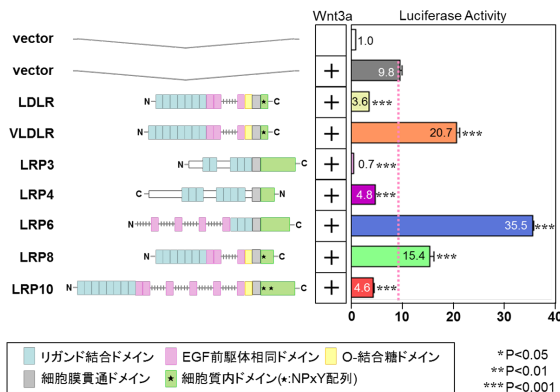 Wnt3a Luciferase Activity
vector 1.0
vector + 9.8
LDLR N- * C + 3.6 ***
VLDLR N- * -C + 20.7 ***
LRP3 N- C + 0.7 ***
LRP4 C- -N + 4.8 ***
LRP6 N- C + 35.5 ***
LRP8 N- * -C + 15.4 ***
LRP10 N- ** -C + 4.6 ***
0 10 20 30 40
リガンド結合ドメイン EGF前駆体相同ドメイン O-結合糖ドメイン
細胞膜貫通ドメイン * 細胞質内ドメイン(*:NPxY配列)
*P<0.05
**P<0.01
***P<0.001